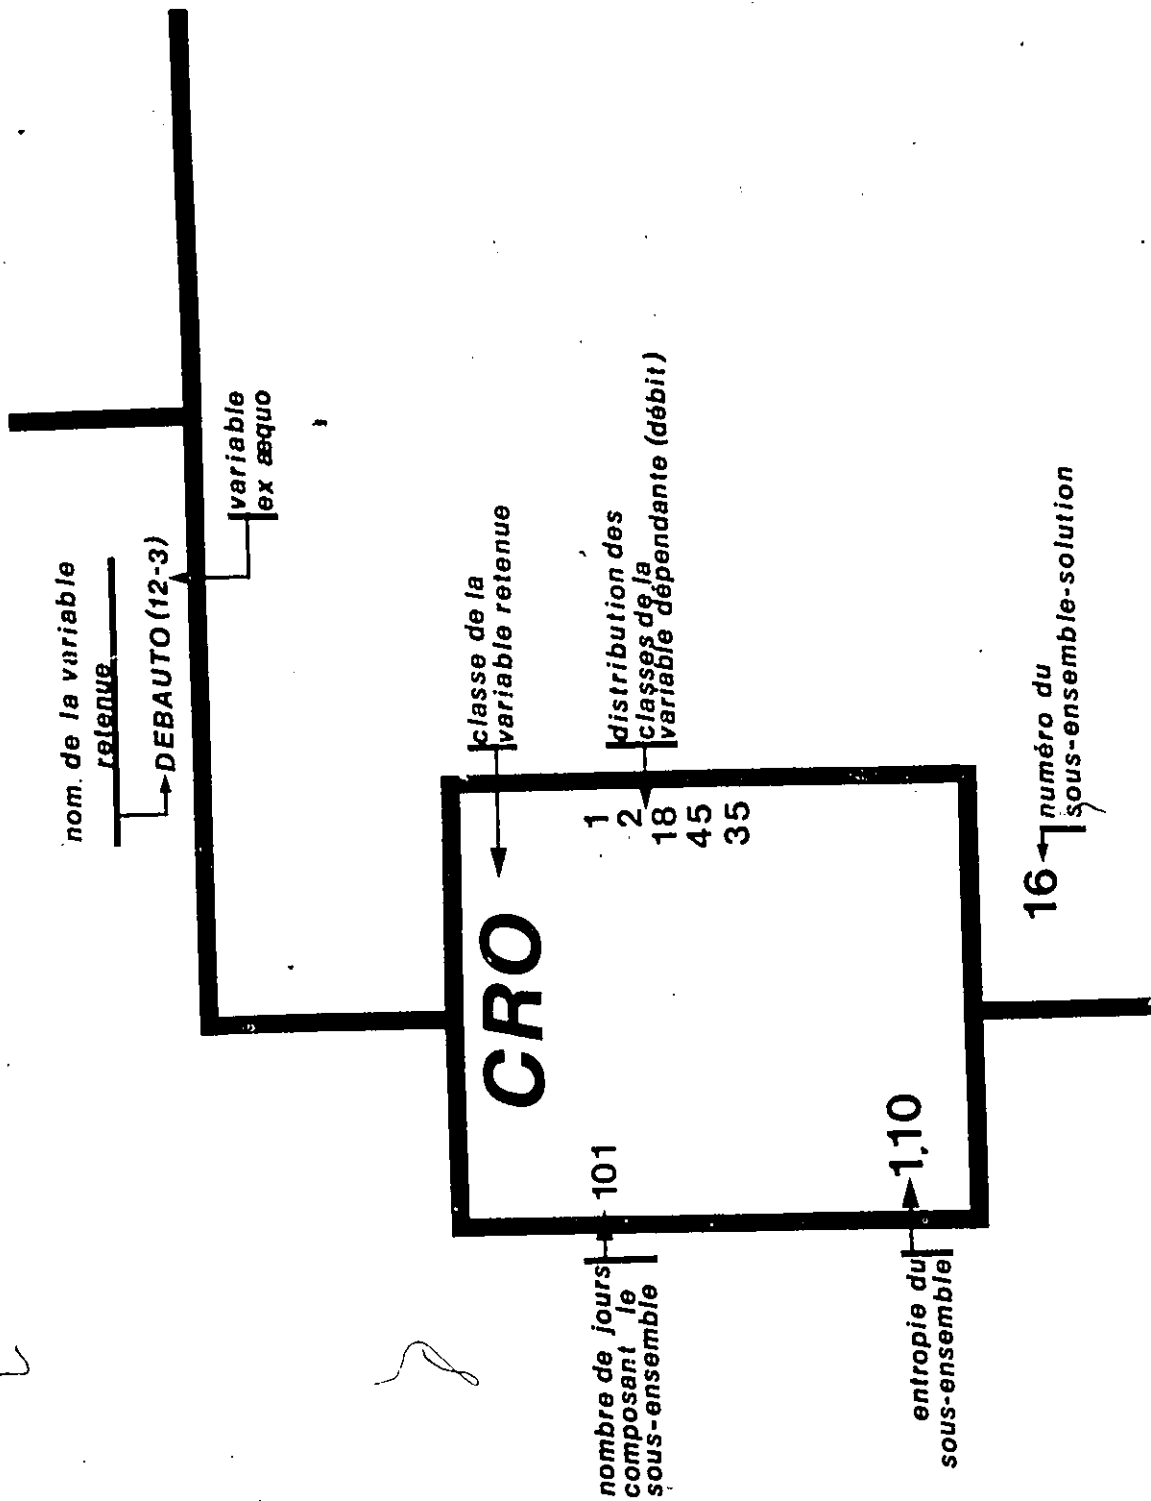 nom. de la variable
retenue
DEBAUTO (12-3)
variable
ex æquo
CRO
classe de la
variable retenue
nombre de jours
composant le
sous-ensemble
101
1
2
18
45
35
distribution des
classes de la
variable dépendante (débit)
entropie du
sous-ensemble
1,10
16
numéro du
sous-ensemble-solution